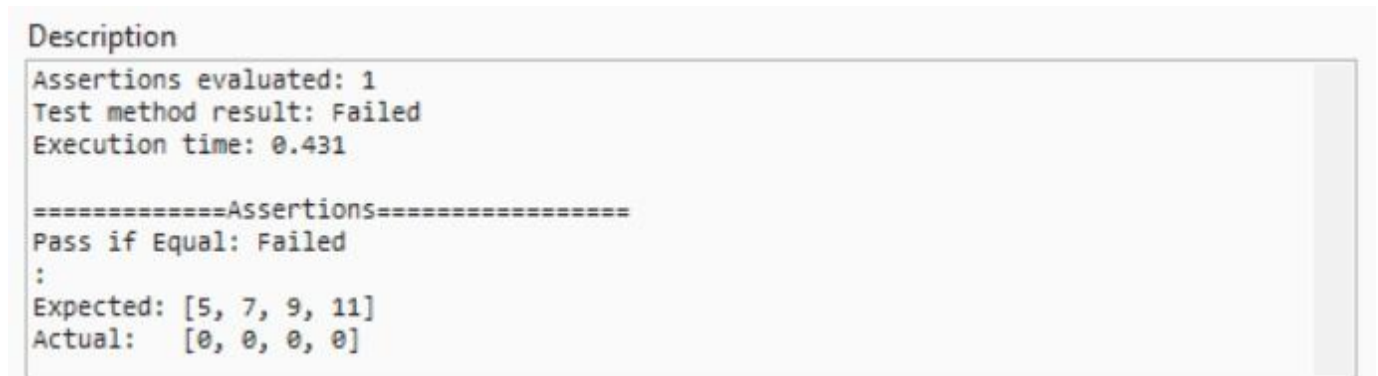 Description
Assertions evaluated: 1
Test method result: Failed
Execution time: 0.431
=============Assertions=================
Pass if Equal: Failed
:
Expected: [5, 7, 9, 11]
Actual:   [0, 0, 0, 0]